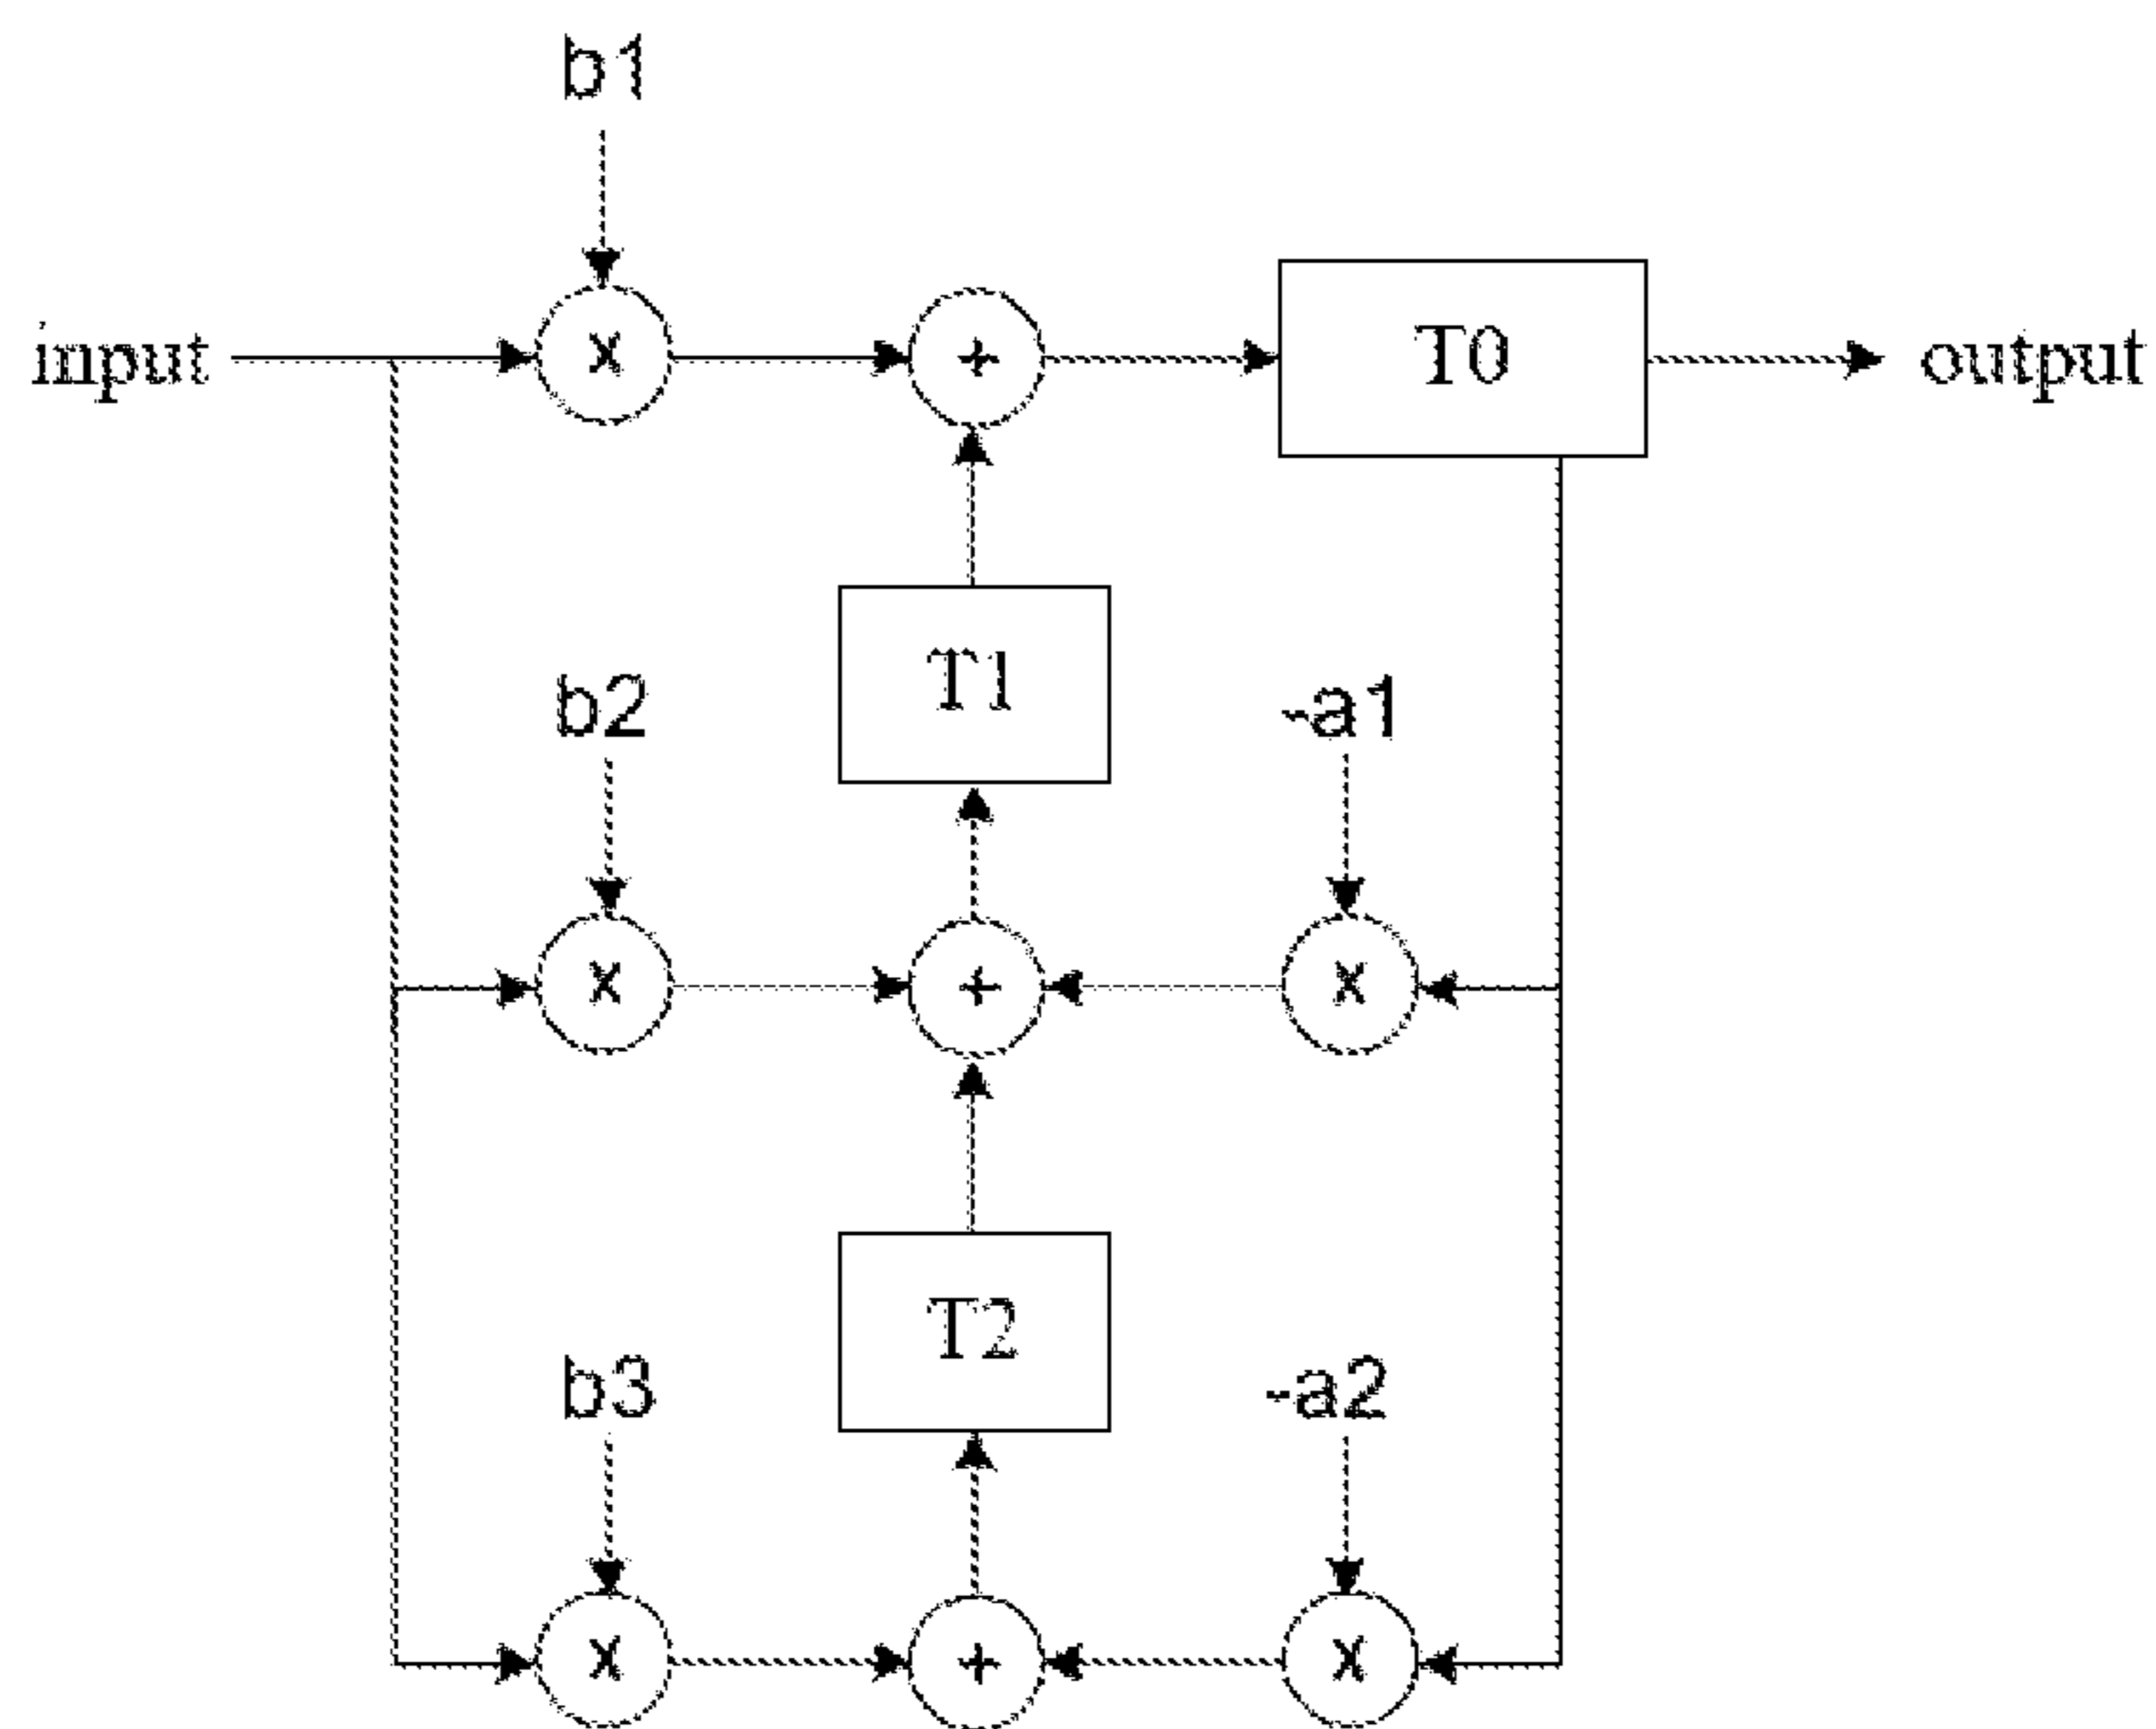 b1
input
x
+
T0
output
T1
b2
-a1
x
+
x
T2
b3
-a2
x
+
x